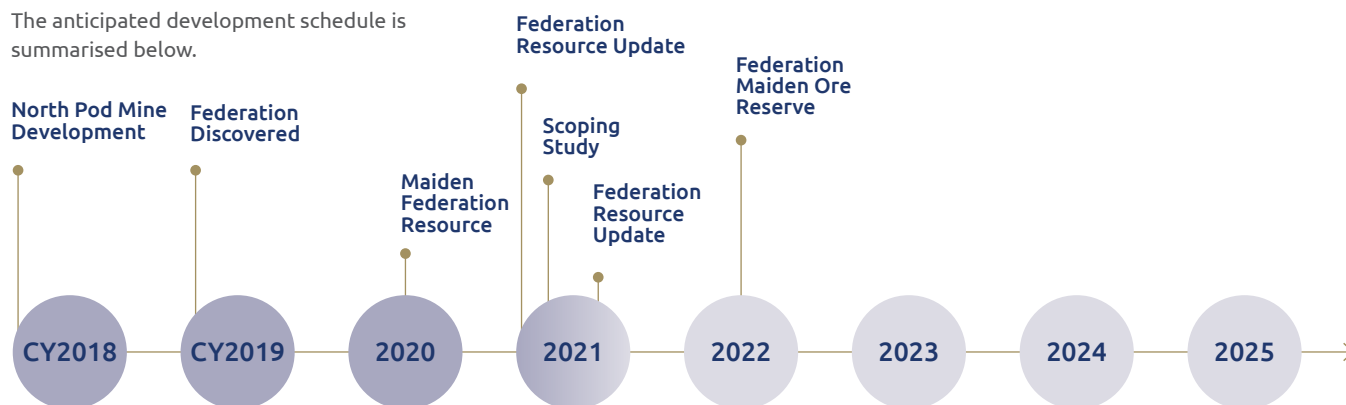 The anticipated development schedule is
summarised below.
North Pod Mine
Development
Federation
Discovered
Maiden
Federation
Resource
Federation
Resource Update
Scoping
Study
Federation
Resource
Update
Federation
Maiden Ore
Reserve
CY2018
CY2019
2020
2021
2022
2023
2024
2025